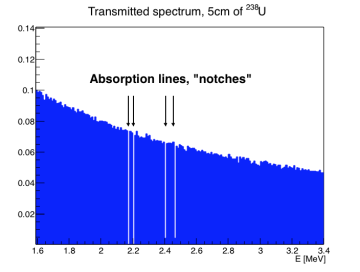 Transmitted spectrum, 5cm of ²³⁸U
0.14
0.12
Absorption lines, "notches"
0.1
0.08
0.06
0.04
0.02
1.6 1.8 2 2.2 2.4 2.6 2.8 3 3.2 3.4
E [MeV]